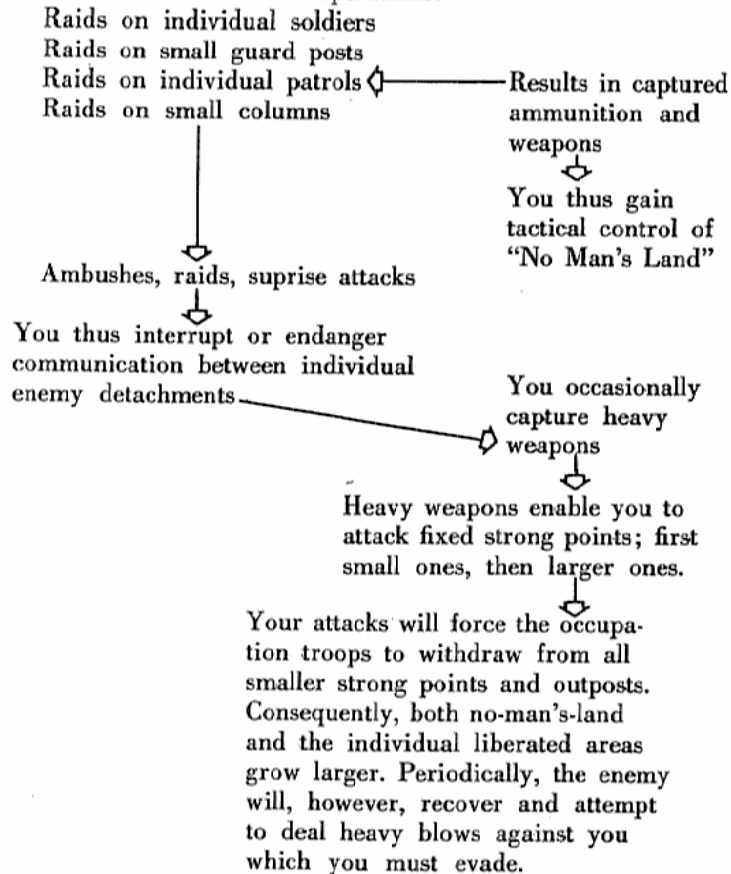 Raids on individual soldiers
Raids on small guard posts
Raids on individual patrols
Raids on small columns
Results in captured
ammunition and
weapons
You thus gain
tactical control of
“No Man’s Land”
Ambushes, raids, suprise attacks
You thus interrupt or endanger
communication between individual
enemy detachments
You occasionally
capture heavy
weapons
Heavy weapons enable you to
attack fixed strong points; first
small ones, then larger ones.
Your attacks will force the occupa-
tion troops to withdraw from all
smaller strong points and outposts.
Consequently, both no-man’s-land
and the individual liberated areas
grow larger. Periodically, the enemy
will, however, recover and attempt
to deal heavy blows against you
which you must evade.